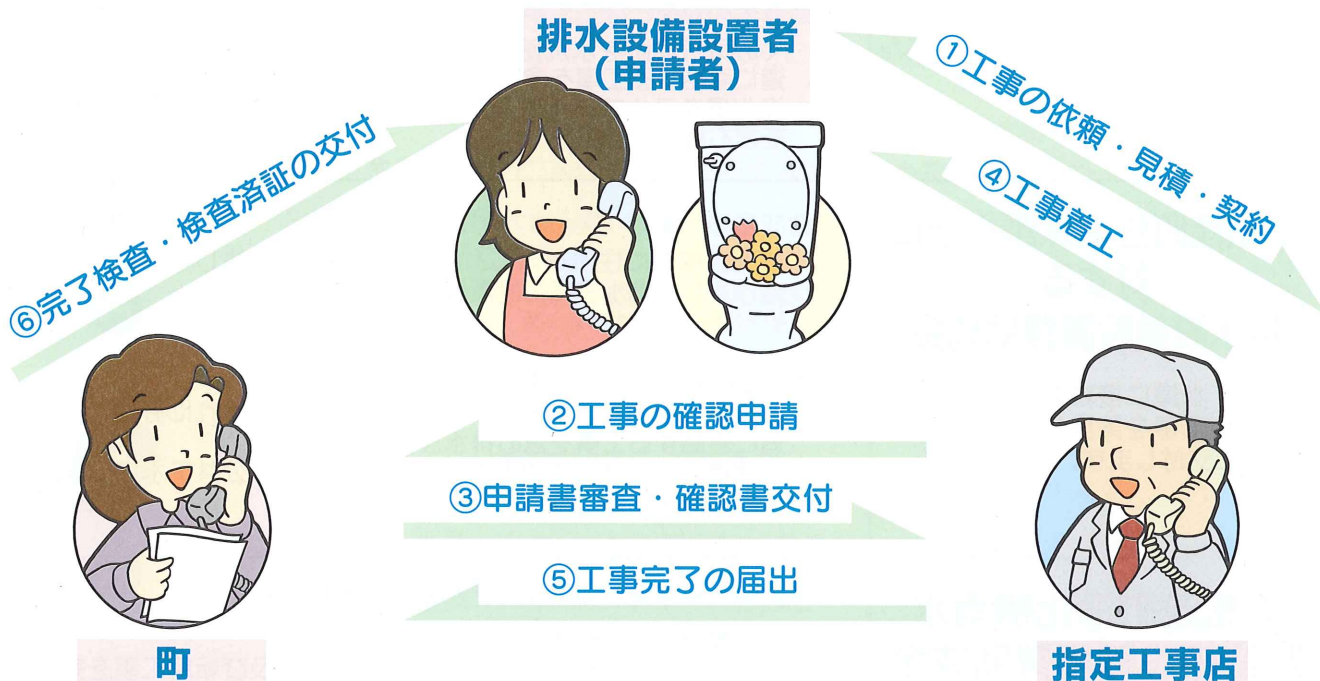 排水設備設置者
（申請者）
①工事の依頼・見積・契約
④工事着工
⑥完了検査・検査済証の交付
②工事の確認申請
③申請書審査・確認書交付
⑤工事完了の届出
町
指定工事店